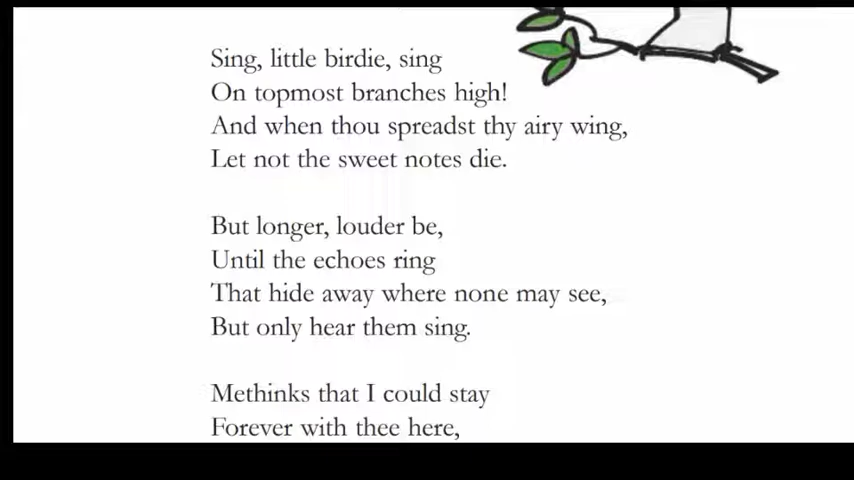 Sing, little birdie, sing
On topmost branches high!
And when thou spreadst thy airy wing,
Let not the sweet notes die.
But longer, louder be,
Until the echoes ring
That hide away where none may see,
But only hear them sing.
Methinks that I could stay
Forever with thee here,